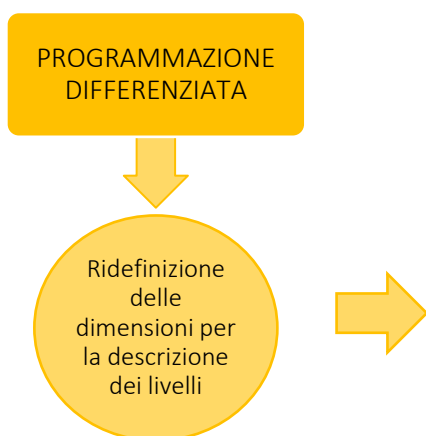 PROGRAMMAZIONE
DIFFERENZIATA
Ridefinizione
delle
dimensioni per
la descrizione
dei livelli